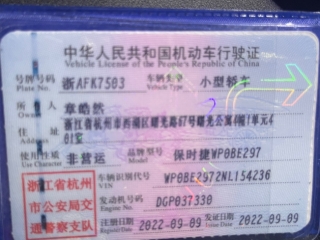 中华人民共和国机动车行驶证
Vehicle License of the People's Republic of China
号牌号码 浙AFK7503 车辆类型 小型轿车
Plate No. Vehicle Type
所有人 章皓然
Owner
住址 浙江省杭州市西湖区曙光路67号曙光公寓4幢1单元4
Address 01室
使用性质 非营运 品牌型号 保时捷WP0BE297
Use Character Model
浙江省杭州 车辆识别代号 WP0BE2972NL154236
VIN
市公安局交 发动机号码 DGP037330
Engine No.
通警察支队 注册日期 2022-09-09 发证日期 2022-09-09
Register Date Issue Date